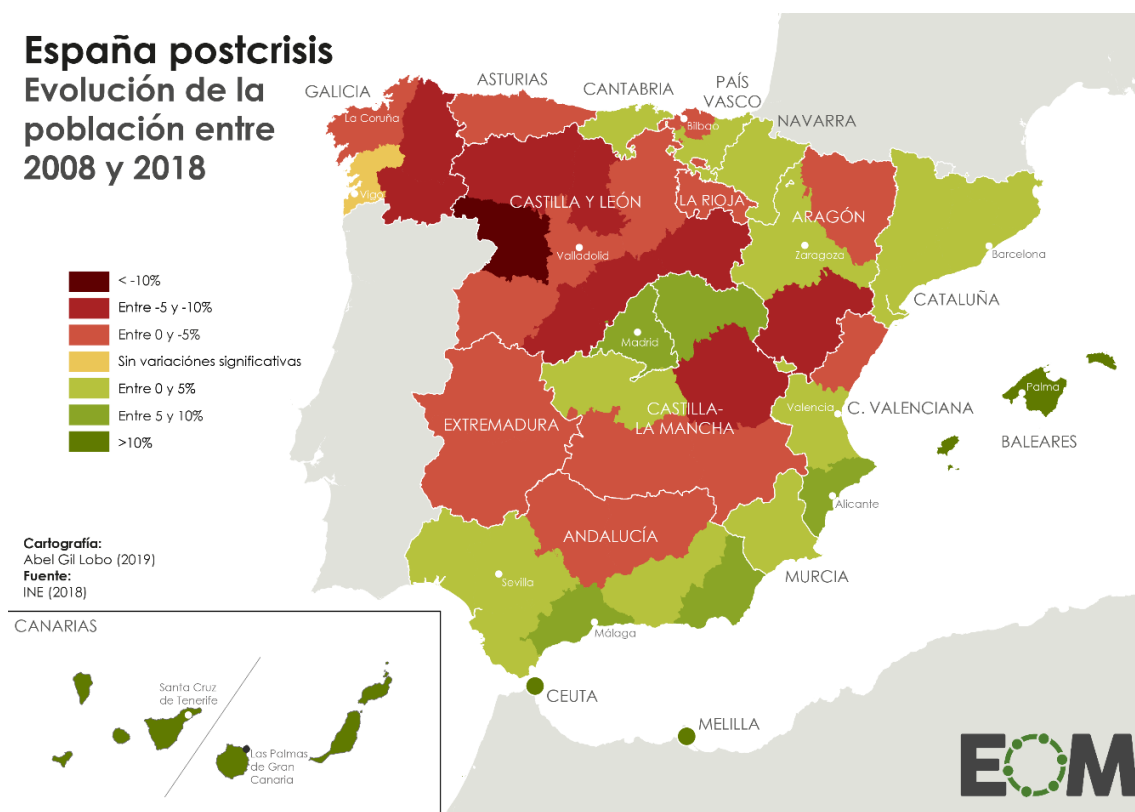 España postcrisis
Evolución de la
población entre
2008 y 2018
GALICIA
ASTURIAS
CANTABRIA
PAÍS
VASCO
NAVARRA
La Coruña
Bilbao
Vigo
CASTILLA Y LEÓN
LA RIOJA
ARAGÓN
Valladolid
Zaragoza
Barcelona
CATALUÑA
< -10%
Entre -5 y -10%
Entre 0 y -5%
Sin variaciónes significativas
Entre 0 y 5%
Entre 5 y 10%
>10%
Madrid
Palma
EXTREMADURA
CASTILLA-
LA MANCHA
Valencia
C. VALENCIANA
BALEARES
Alicante
ANDALUCÍA
MURCIA
Sevilla
Málaga
Cartografía:
Abel Gil Lobo (2019)
Fuente:
INE (2018)
CANARIAS
Santa Cruz
de Tenerife
Las Palmas
de Gran
Canaria
CEUTA
MELILLA
EOM